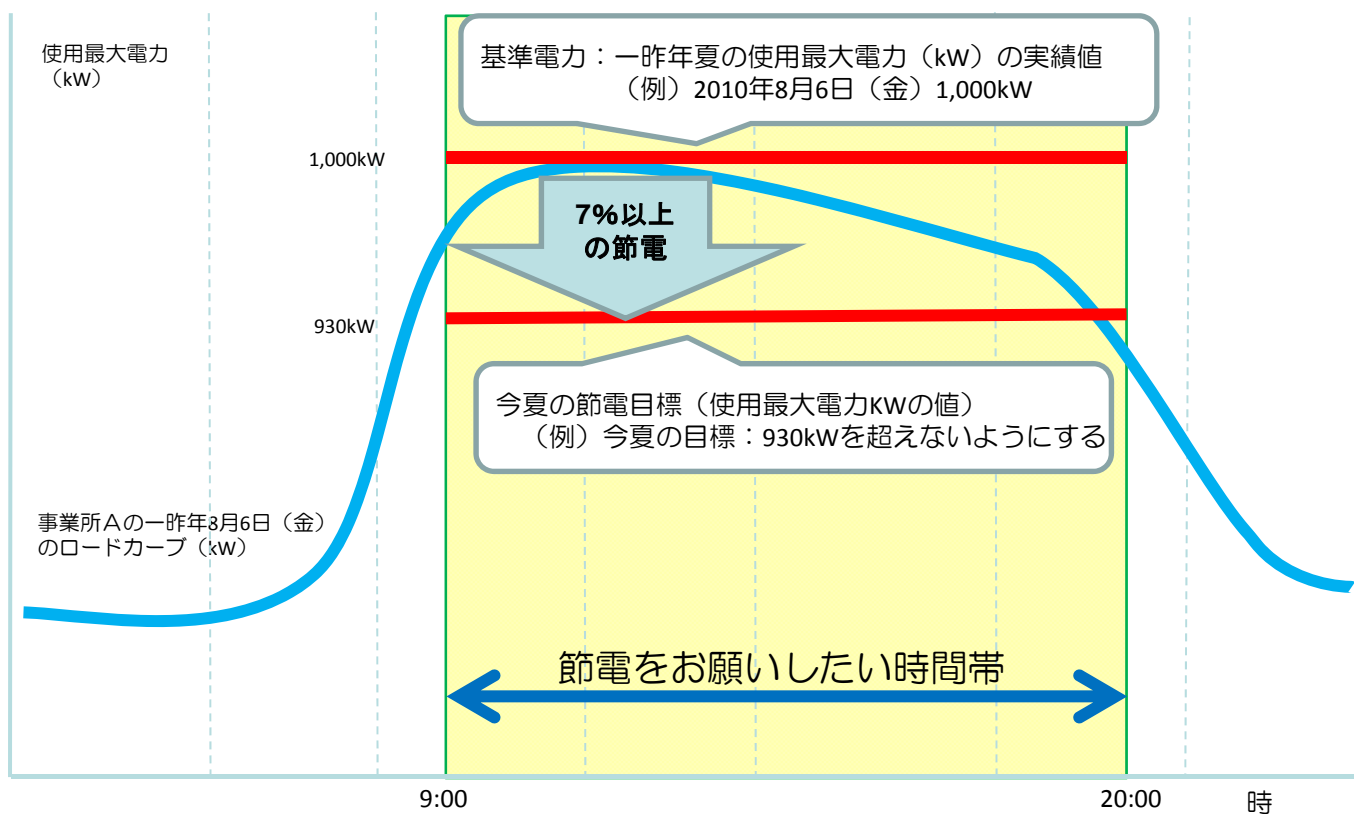 使用最大電力
（kW）
基準電力：一昨年夏の使用最大電力（kW）の実績値
（例）2010年8月6日（金）1,000kW
1,000kW
7%以上
の節電
930kW
今夏の節電目標（使用最大電力KWの値）
（例）今夏の目標：930kWを超えないようにする
事業所Aの一昨年8月6日（金）
のロードカーブ（kW）
節電をお願いしたい時間帯
9:00
20:00
時